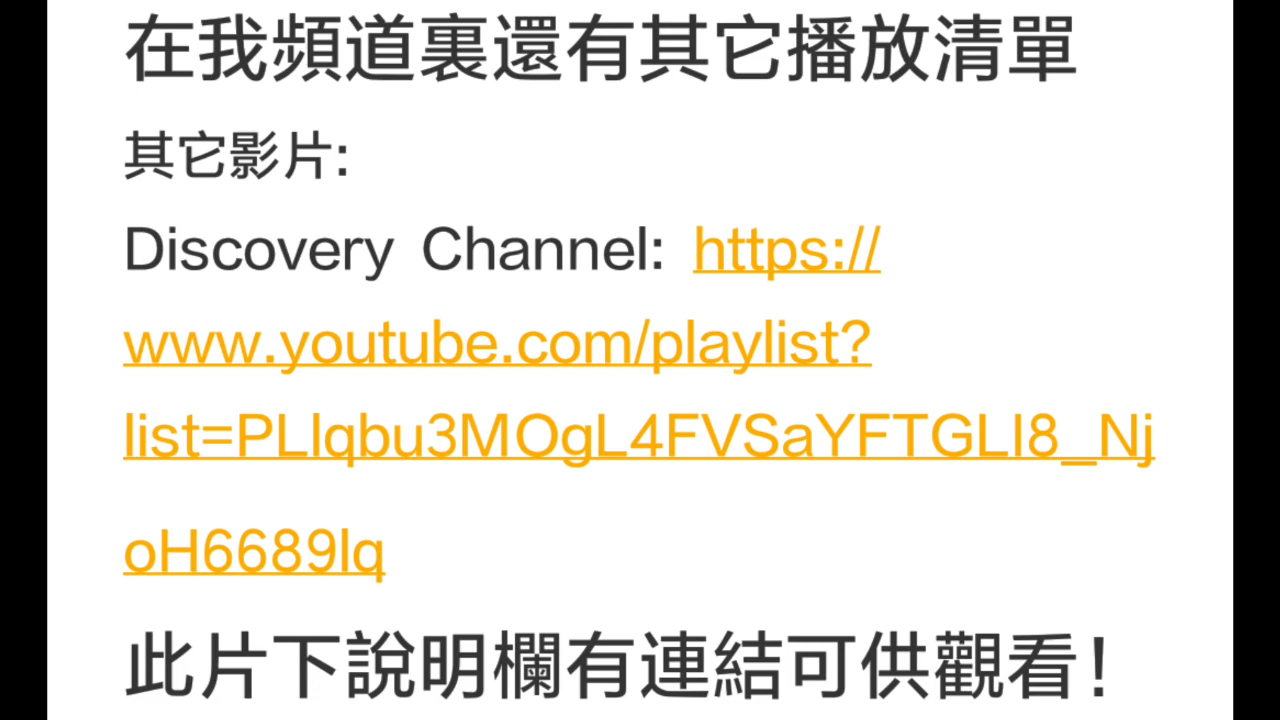 在我頻道裏還有其它播放清單
其它影片:
Discovery Channel: https://
www.youtube.com/playlist?
list=PLlqbu3MOgL4FVSaYFTGLI8_Nj
oH6689lq
此片下說明欄有連結可供觀看!